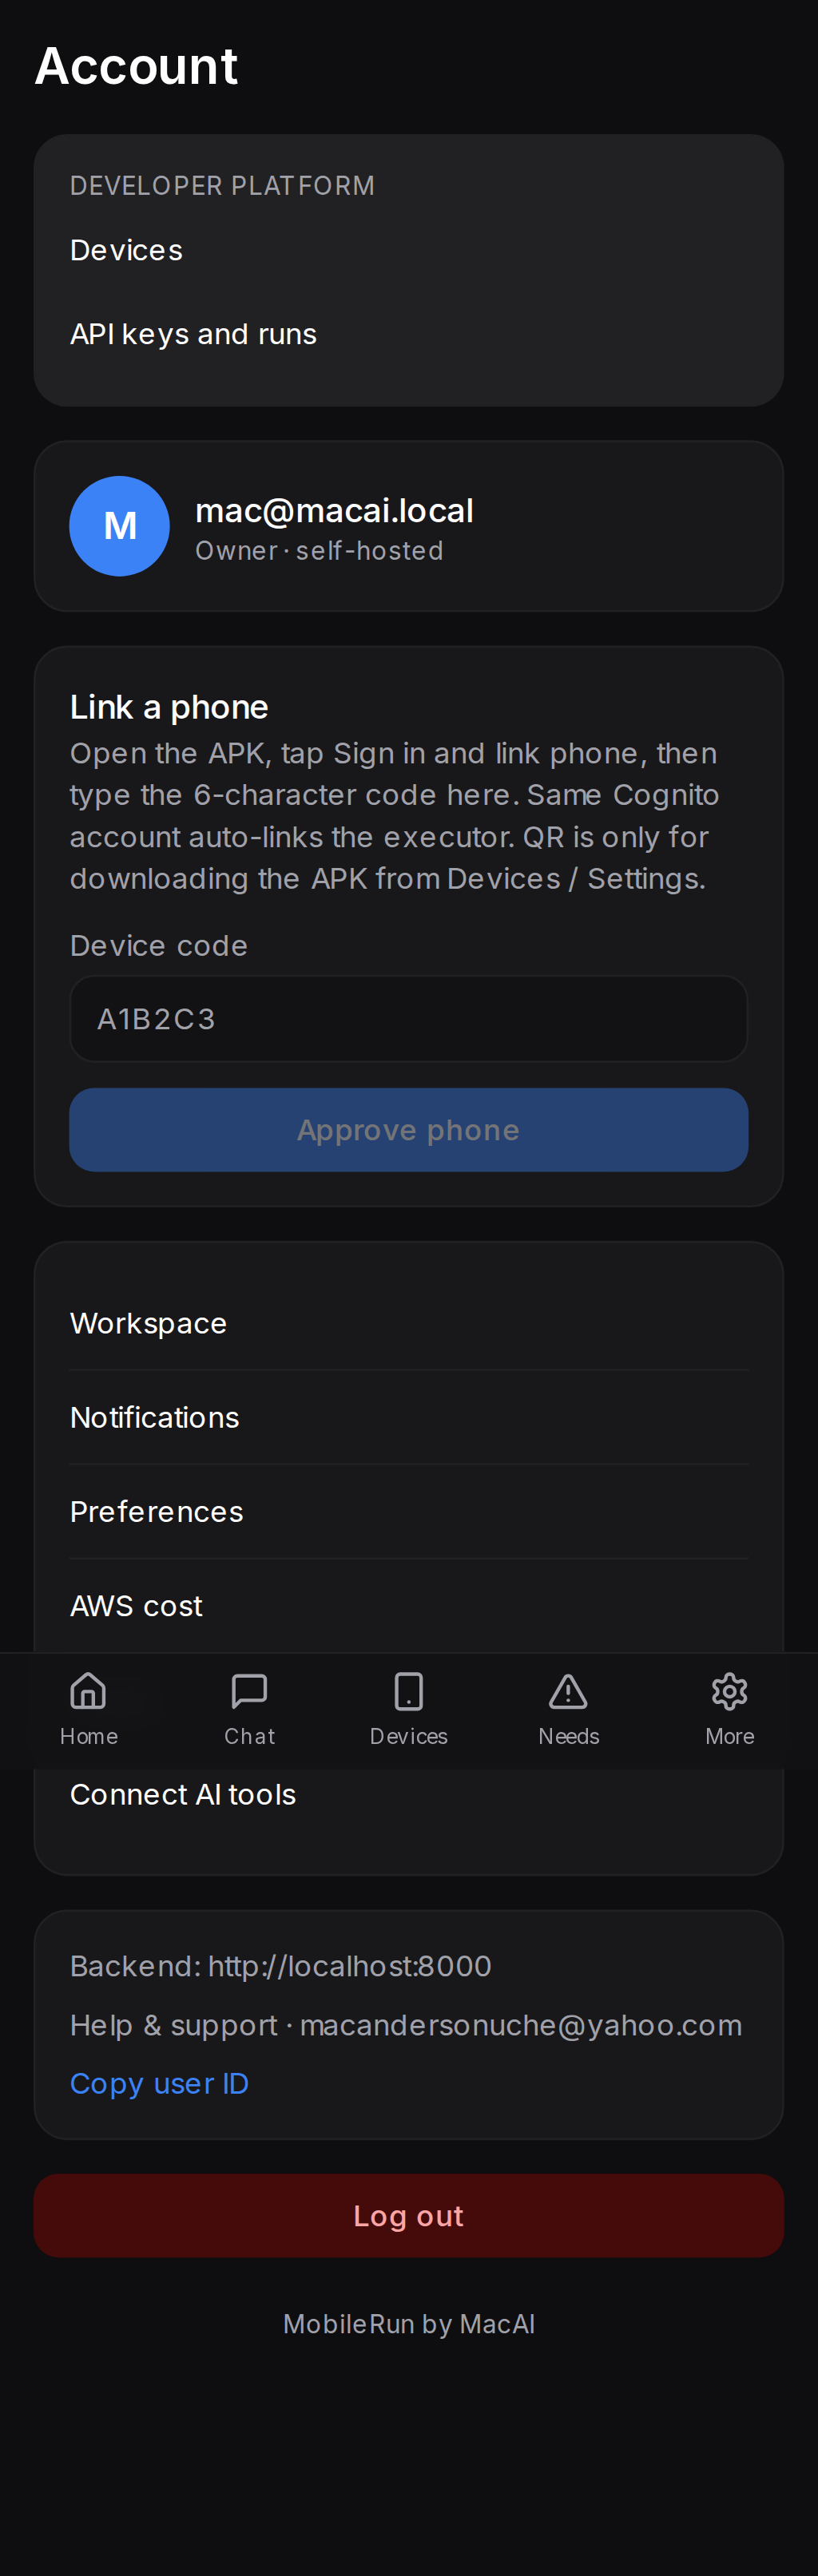 Account
DEVELOPER PLATFORM
Devices
API keys and runs
M
mac@macai.local
Owner · self-hosted
Link a phone
Open the APK, tap Sign in and link phone, then
type the 6-character code here. Same Cognito
account auto-links the executor. QR is only for
downloading the APK from Devices / Settings.
Device code
A1B2C3
Approve phone
Workspace
Notifications
Preferences
AWS cost
Home
Chat
Devices
Needs
More
Connect AI tools
Backend: http://localhost:8000
Help & support · macandersonuche@yahoo.com
Copy user ID
Log out
MobileRun by MacAI